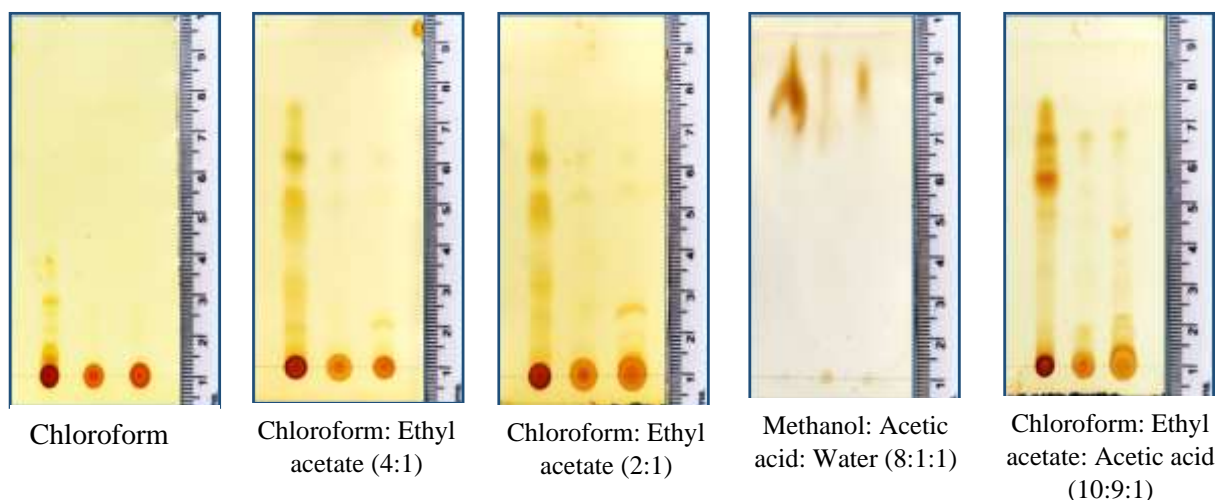 Chloroform
Chloroform: Ethyl
acetate (4:1)
Chloroform: Ethyl
acetate (2:1)
Methanol: Acetic
acid: Water (8:1:1)
Chloroform: Ethyl
acetate: Acetic acid
(10:9:1)